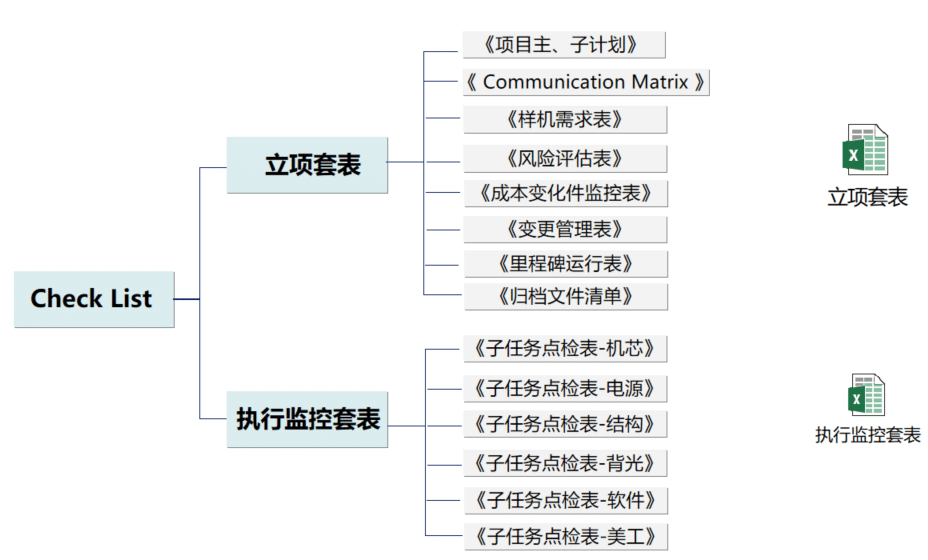 《项目主、子计划》
《 Communication Matrix 》
《样机需求表》
立项套表
《风险评估表》
《成本变化件监控表》
立项套表
《变更管理表》
《里程碑运行表》
Check List
《归档文件清单》
《子任务点检表-机芯》
《子任务点检表-电源》
执行监控套表
《子任务点检表-结构》
执行监控套表
《子任务点检表-背光》
《子任务点检表-软件》
《子任务点检表-美工》